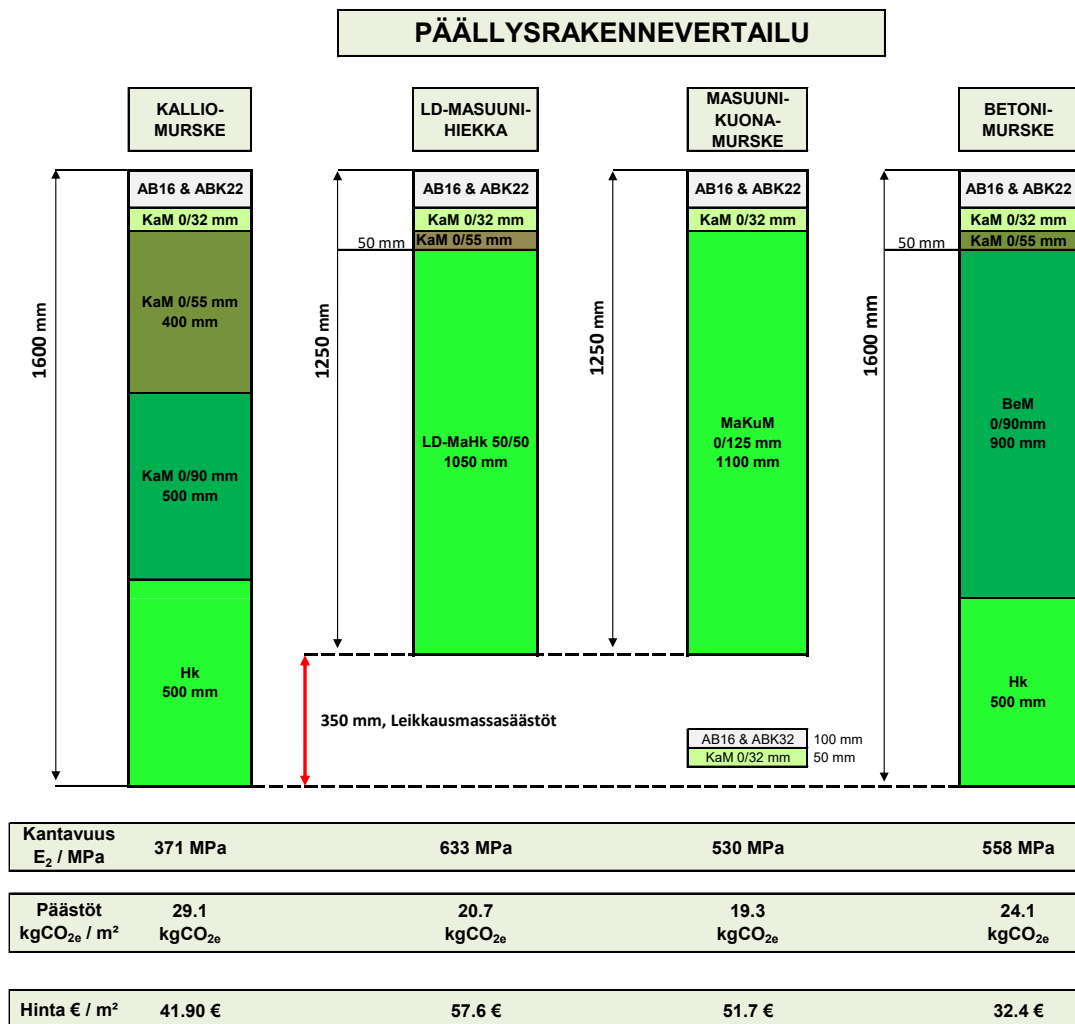 PÄÄLLYSRAKENNEVERTAILU
KALLIO-
MURSKE
LD-MASUUNI-
HIEKKA
MASUUNI-
KUONA-
MURSKE
BETONI-
MURSKE
1600 mm
AB16 & ABK22
KaM 0/32 mm
KaM 0/55 mm
400 mm
KaM 0/90 mm
500 mm
Hk
500 mm
1250 mm
50 mm
AB16 & ABK22
KaM 0/32 mm
KaM 0/55 mm
LD-MaHk 50/50
1050 mm
1250 mm
AB16 & ABK22
KaM 0/32 mm
MaKuM
0/125 mm
1100 mm
1600 mm
50 mm
AB16 & ABK22
KaM 0/32 mm
KaM 0/55 mm
BeM
0/90mm
900 mm
Hk
500 mm
350 mm, Leikkausmassasäästöt
AB16 & ABK32 100 mm
KaM 0/32 mm 50 mm
Kantavuus
E₂ / MPa 371 MPa 633 MPa 530 MPa 558 MPa
Päästöt 29.1 20.7 19.3 24.1
kgCO₂e / m² kgCO₂e kgCO₂e kgCO₂e kgCO₂e
Hinta € / m² 41.90 € 57.6 € 51.7 € 32.4 €